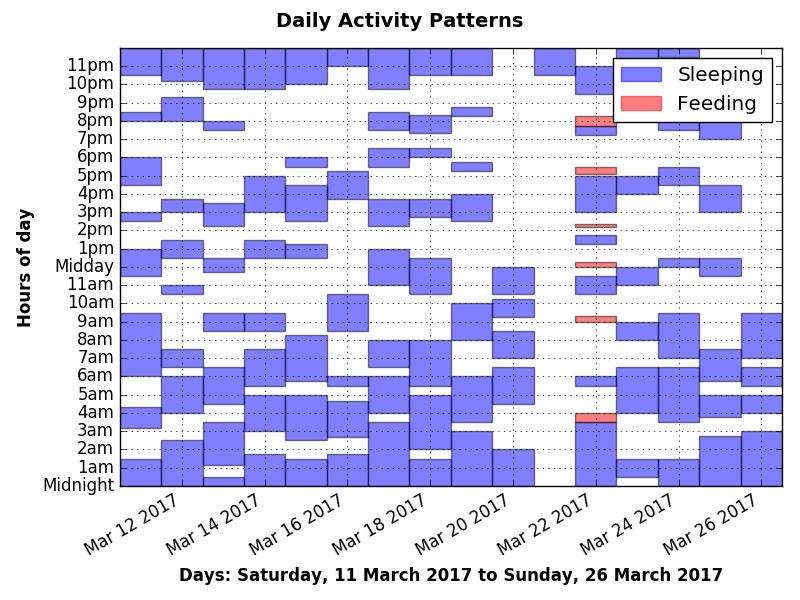 Daily Activity Patterns
Sleeping
Feeding
Hours of day
11pm
10pm
9pm
8pm
7pm
6pm
5pm
4pm
3pm
2pm
1pm
Midday
11am
10am
9am
8am
7am
6am
5am
4am
3am
2am
1am
Midnight
Mar 12 2017
Mar 14 2017
Mar 16 2017
Mar 18 2017
Mar 20 2017
Mar 22 2017
Mar 24 2017
Mar 26 2017
Days: Saturday, 11 March 2017 to Sunday, 26 March 2017